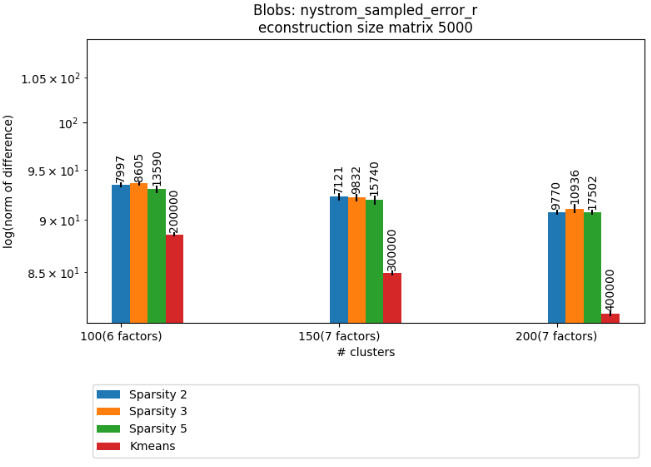 Blobs: nystrom_sampled_error_r
econstruction size matrix 5000
log(norm of difference)
1.05 × 10²
10²
9.5 × 10¹
9 × 10¹
8.5 × 10¹
7997
8605
13590
200000
7121
9832
15740
300000
9770
10936
17502
400000
100(6 factors)
150(7 factors)
200(7 factors)
# clusters
Sparsity 2
Sparsity 3
Sparsity 5
Kmeans